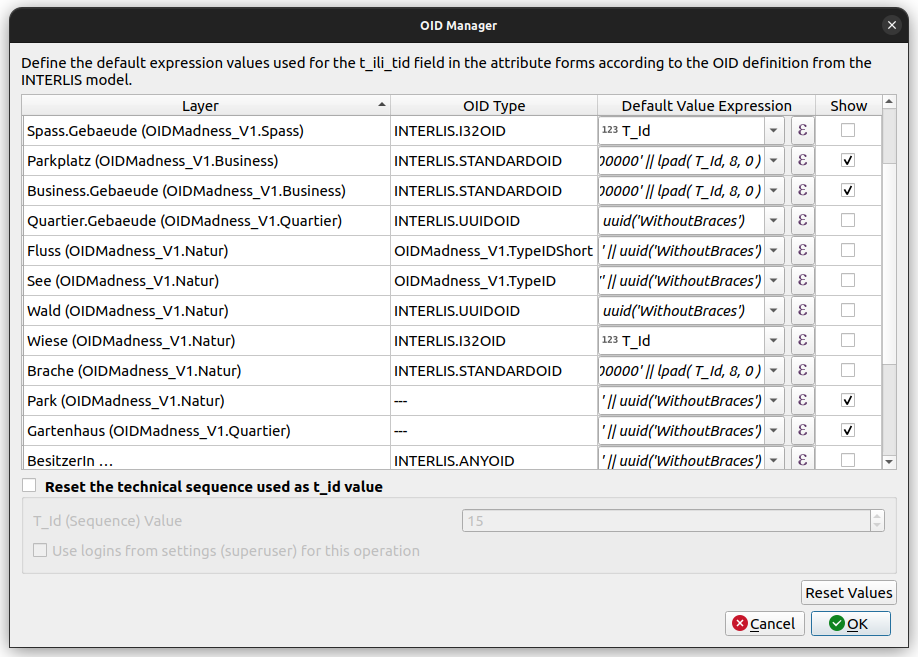 OID Manager
Define the default expression values used for the t_ili_tid field in the attribute forms according to the OID definition from the
INTERLIS model.
Layer OID Type Default Value Expression Show
Spass.Gebaeude (OIDMadness_V1.Spass) INTERLIS.I32OID 123 T_Id ε
Parkplatz (OIDMadness_V1.Business) INTERLIS.STANDARDOID 00000' || lpad( T_Id, 8, 0 ) ε
Business.Gebaeude (OIDMadness_V1.Business) INTERLIS.STANDARDOID 00000' || lpad( T_Id, 8, 0 ) ε
Quartier.Gebaeude (OIDMadness_V1.Quartier) INTERLIS.UUIDOID uuid('WithoutBraces') ε
Fluss (OIDMadness_V1.Natur) OIDMadness_V1.TypeIDShort ' || uuid('WithoutBraces') ε
See (OIDMadness_V1.Natur) OIDMadness_V1.TypeID '' || uuid('WithoutBraces') ε
Wald (OIDMadness_V1.Natur) INTERLIS.UUIDOID uuid('WithoutBraces') ε
Wiese (OIDMadness_V1.Natur) INTERLIS.I32OID 123 T_Id ε
Brache (OIDMadness_V1.Natur) INTERLIS.STANDARDOID 00000' || lpad( T_Id, 8, 0 ) ε
Park (OIDMadness_V1.Natur) --- ' || uuid('WithoutBraces') ε
Gartenhaus (OIDMadness_V1.Quartier) --- ' || uuid('WithoutBraces') ε
BesitzerIn ... INTERLIS.ANYOID ' || uuid('WithoutBraces') ε
Reset the technical sequence used as t_id value
T_Id (Sequence) Value 15
Use logins from settings (superuser) for this operation
Reset Values
Cancel OK